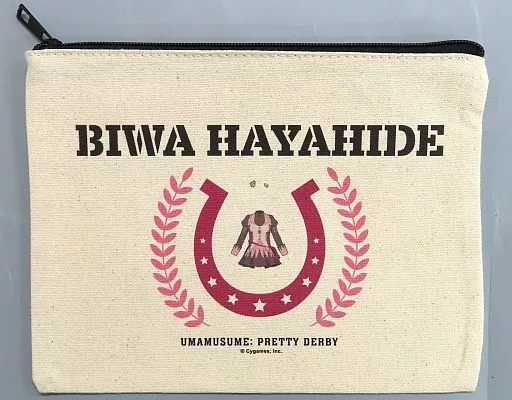 BIWA HAYAHIDE
UMAMUSUME: PRETTY DERBY
© Cygames, Inc.